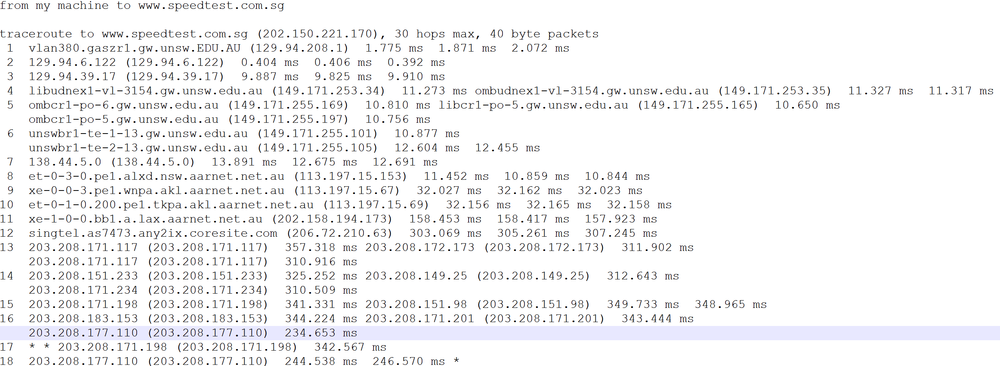 from my machine to www.speedtest.com.sg
traceroute to www.speedtest.com.sg (202.150.221.170), 30 hops max, 40 byte packets
1 vlan380.gaszr1.gw.unsw.EDU.AU (129.94.208.1) 1.775 ms 1.871 ms 2.072 ms
2 129.94.6.122 (129.94.6.122) 0.404 ms 0.406 ms 0.392 ms
3 129.94.39.17 (129.94.39.17) 9.887 ms 9.825 ms 9.910 ms
4 libudnex1-vl-3154.gw.unsw.edu.au (149.171.253.34) 11.273 ms ombudnex1-vl-3154.gw.unsw.edu.au (149.171.253.35) 11.327 ms 11.317 ms
5 ombcr1-po-6.gw.unsw.edu.au (149.171.255.169) 10.810 ms libcr1-po-5.gw.unsw.edu.au (149.171.255.165) 10.650 ms
ombcr1-po-5.gw.unsw.edu.au (149.171.255.197) 10.756 ms
6 unswbr1-te-1-13.gw.unsw.edu.au (149.171.255.101) 10.877 ms
unswbr1-te-2-13.gw.unsw.edu.au (149.171.255.105) 12.604 ms 12.455 ms
7 138.44.5.0 (138.44.5.0) 13.891 ms 12.675 ms 12.691 ms
8 et-0-3-0.pe1.alxd.nsw.aarnet.net.au (113.197.15.153) 11.452 ms 10.859 ms 10.844 ms
9 xe-0-0-3.pe1.wnpa.akl.aarnet.net.au (113.197.15.67) 32.027 ms 32.162 ms 32.023 ms
10 et-0-1-0.200.pe1.tkpa.akl.aarnet.net.au (113.197.15.69) 32.156 ms 32.165 ms 32.158 ms
11 xe-1-0-0.bb1.a.lax.aarnet.net.au (202.158.194.173) 158.453 ms 158.417 ms 157.923 ms
12 singtel.as7473.any2ix.coresite.com (206.72.210.63) 303.069 ms 305.261 ms 307.245 ms
13 203.208.171.117 (203.208.171.117) 357.318 ms 203.208.172.173 (203.208.172.173) 311.902 ms
203.208.171.117 (203.208.171.117) 310.916 ms
14 203.208.151.233 (203.208.151.233) 325.252 ms 203.208.149.25 (203.208.149.25) 312.643 ms
203.208.171.234 (203.208.171.234) 310.509 ms
15 203.208.171.198 (203.208.171.198) 341.331 ms 203.208.151.98 (203.208.151.98) 349.733 ms 348.965 ms
16 203.208.183.153 (203.208.183.153) 344.224 ms 203.208.171.201 (203.208.171.201) 343.444 ms
203.208.177.110 (203.208.177.110) 234.653 ms
17 * * 203.208.171.198 (203.208.171.198) 342.567 ms
18 203.208.177.110 (203.208.177.110) 244.538 ms 246.570 ms *